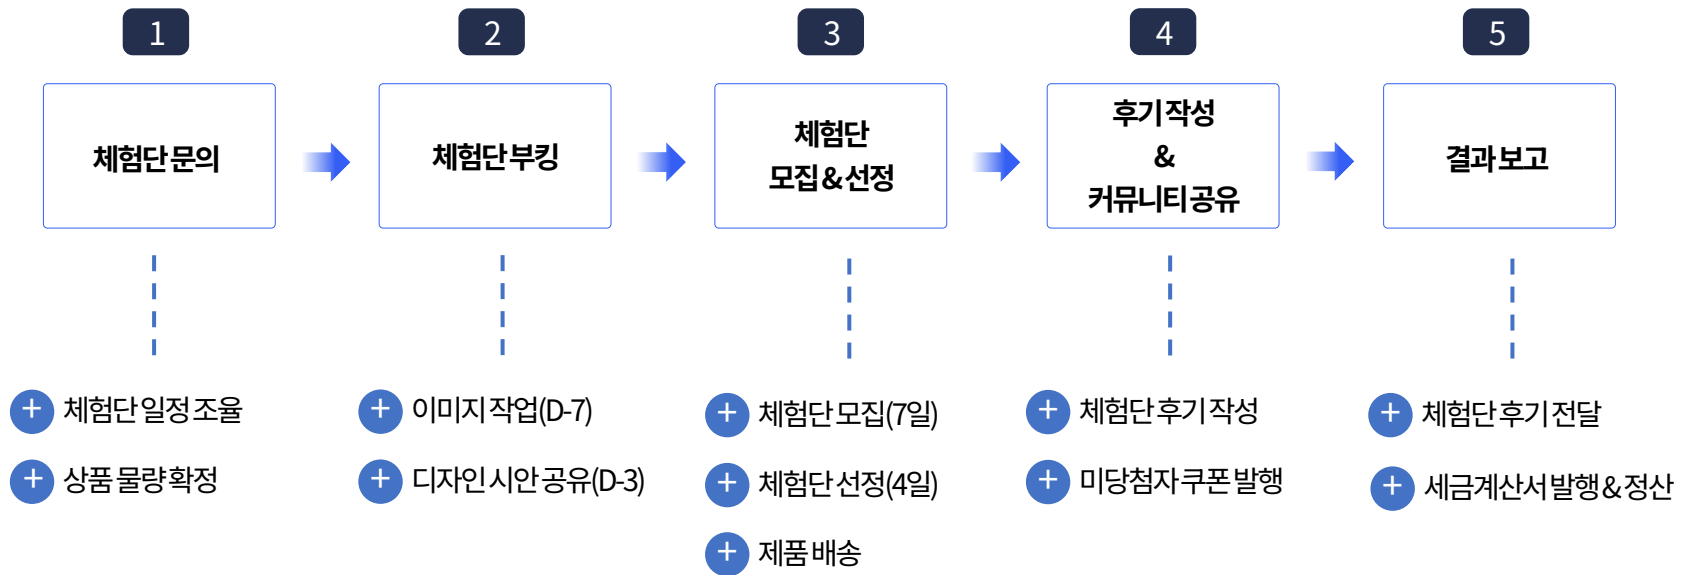 1
체험단 문의
+ 체험단 일정 조율
+ 상품 물량 확정
2
체험단 부킹
+ 이미지 작업(D-7)
+ 디자인 시안 공유(D-3)
3
체험단
모집 & 선정
+ 체험단 모집(7일)
+ 체험단 선정(4일)
+ 제품 배송
4
후기 작성
&
커뮤니티 공유
+ 체험단 후기 작성
+ 미당첨자 쿠폰 발행
5
결과 보고
+ 체험단 후기 전달
+ 세금계산서 발행 & 정산